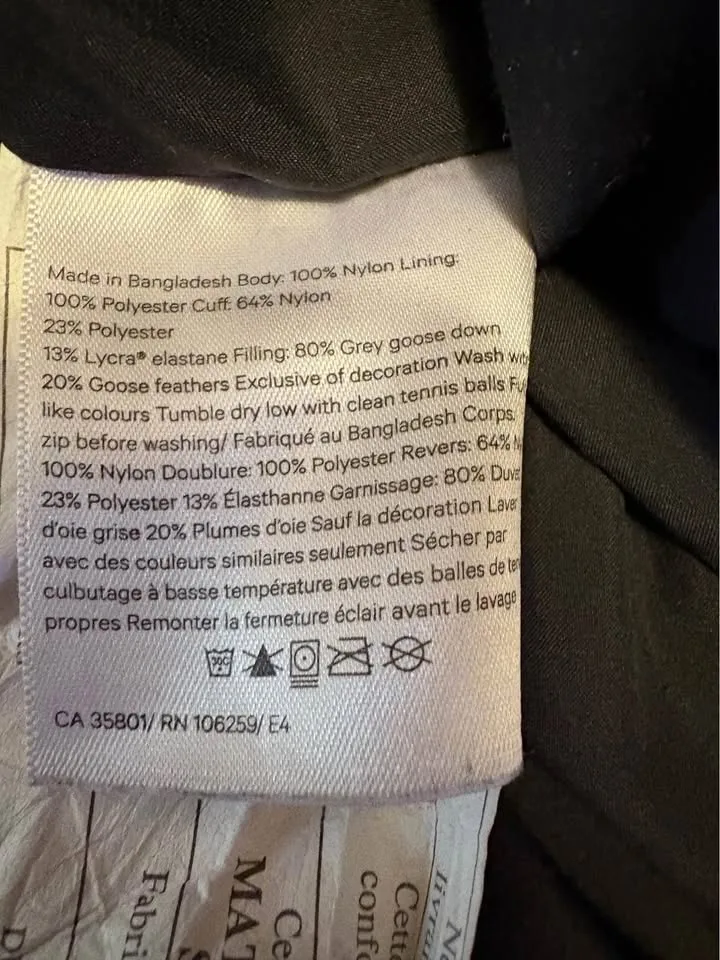 Made in Bangladesh Body: 100% Nylon Lining:
100% Polyester Cuff: 64% Nylon
23% Polyester
13% Lycra® elastane Filling: 80% Grey goose down
20% Goose feathers Exclusive of decoration Wash
like colours Tumble dry low with clean tennis balls
zip before washing/ Fabriqué au Bangladesh Corps:
100% Nylon Doublure: 100% Polyester Revers: 64%
23% Polyester 13% Élasthanne Garnissage: 80%
d'oie grise 20% Plumes d'oie Sauf la décoration Laver
avec des couleurs similaires seulement Sécher par
culbutage à basse température avec des balles de
propres Remonter la fermeture éclair avant le lavage
30C
CA 35801/ RN 106259/ E4